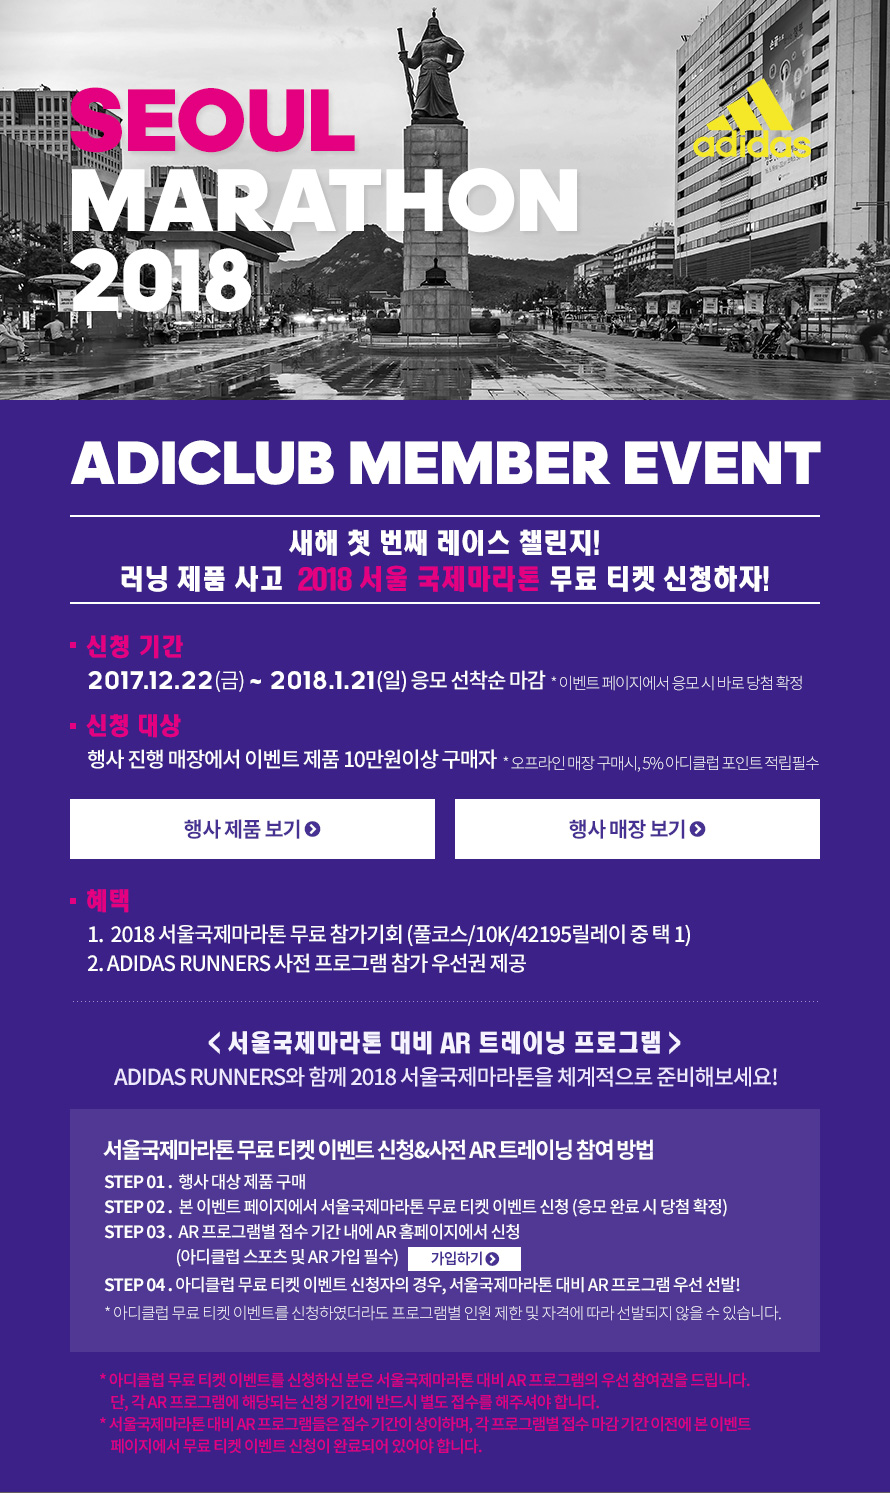 SEOUL
MARATHON
2018
adidas
ADICLUB MEMBER EVENT
새해 첫 번째 레이스 챌린지!
러닝 제품 사고 2018 서울 국제마라톤 무료 티켓 신청하자!
신청 기간
2017.12.22(금) ~ 2018.1.21(일) 응모 선착순 마감 * 이벤트 페이지에서 응모 시 바로 당첨 확정
신청 대상
행사 진행 매장에서 이벤트 제품 10만원이상 구매자 * 오프라인 매장 구매시, 5% 아디클럽 포인트 적립필수
행사 제품 보기
행사 매장 보기
혜택
1. 2018 서울국제마라톤 무료 참가기회 (풀코스/10K/42195릴레이 중 택 1)
2. ADIDAS RUNNERS 사전 프로그램 참가 우선권 제공
< 서울국제마라톤 대비 AR 트레이닝 프로그램 >
ADIDAS RUNNERS와 함께 2018 서울국제마라톤을 체계적으로 준비해보세요!
서울국제마라톤 무료 티켓 이벤트 신청&사전 AR 트레이닝 참여 방법
STEP 01 . 행사 대상 제품 구매
STEP 02 . 본 이벤트 페이지에서 서울국제마라톤 무료 티켓 이벤트 신청 (응모 완료 시 당첨 확정)
STEP 03 . AR 프로그램별 접수 기간 내에 AR 홈페이지에서 신청
(아디클럽 스포츠 및 AR 가입 필수) 가입하기
STEP 04 . 아디클럽 무료 티켓 이벤트 신청자의 경우, 서울국제마라톤 대비 AR 프로그램 우선 선발!
* 아디클럽 무료 티켓 이벤트를 신청하였더라도 프로그램별 인원 제한 및 자격에 따라 선발되지 않을 수 있습니다.
* 아디클럽 무료 티켓 이벤트를 신청하신 분은 서울국제마라톤 대비 AR 프로그램의 우선 참여권을 드립니다.
단, 각 AR 프로그램에 해당되는 신청 기간에 반드시 별도 접수를 해주셔야 합니다.
* 서울국제마라톤 대비 AR 프로그램들은 접수 기간이 상이하며, 각 프로그램별 접수 마감 기간 이전에 본 이벤트
페이지에서 무료 티켓 이벤트 신청이 완료되어 있어야 합니다.